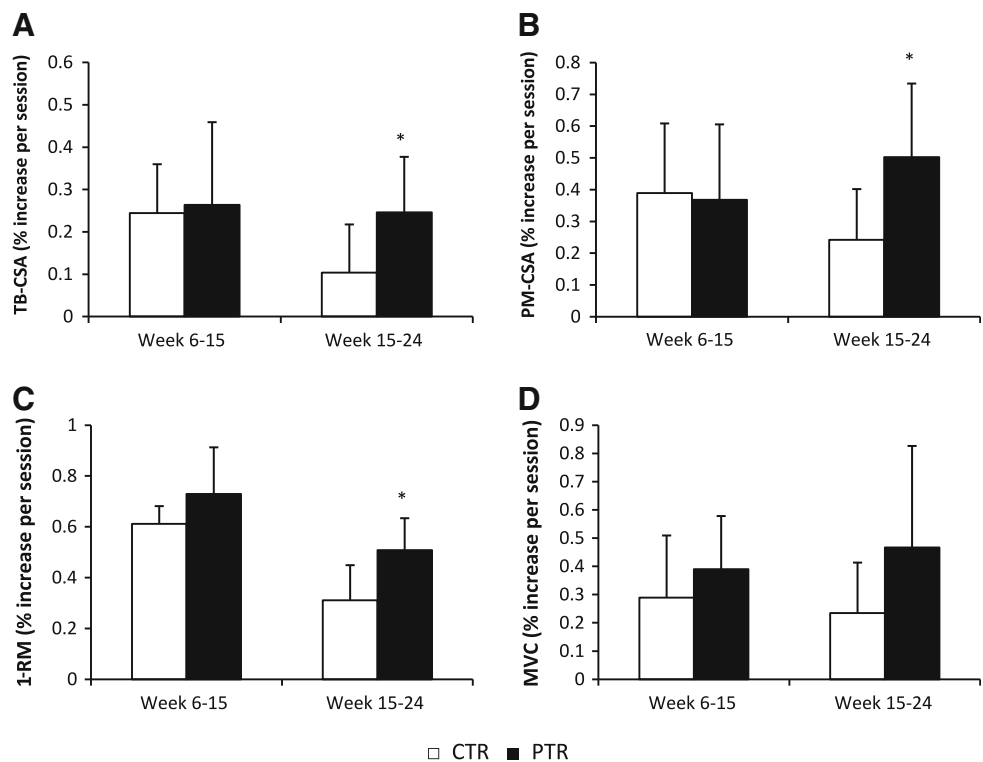 A
TB-CSA (% increase per session)
0.6
0.5
0.4
0.3
0.2
0.1
0
*
Week 6-15
Week 15-24
B
PM-CSA (% increase per session)
0.8
0.7
0.6
0.5
0.4
0.3
0.2
0.1
0
*
Week 6-15
Week 15-24
C
1-RM (% increase per session)
1
0.8
0.6
0.4
0.2
0
*
Week 6-15
Week 15-24
D
MVC (% increase per session)
0.9
0.8
0.7
0.6
0.5
0.4
0.3
0.2
0.1
0
Week 6-15
Week 15-24
CTR PTR